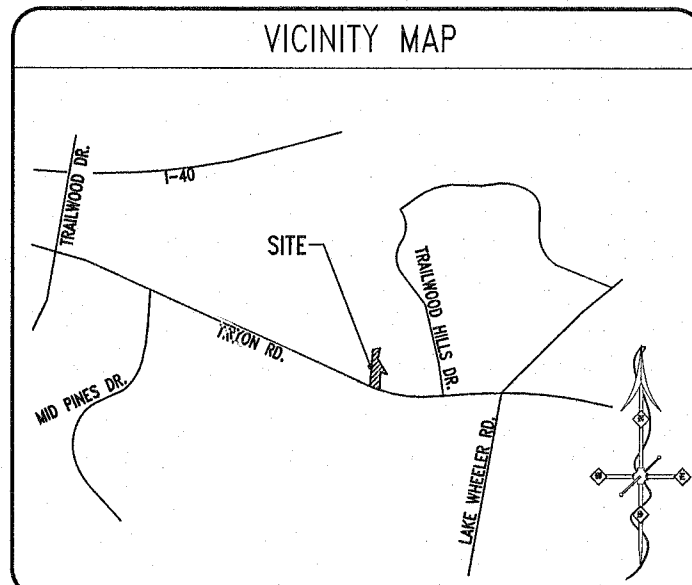 VICINITY MAP
TRAILWOOD DR.
I-40
SITE
TRAILWOOD HILLS DR.
TRYON RD.
MID PINES DR.
LAKE WHEELER RD.
N
W
E
S